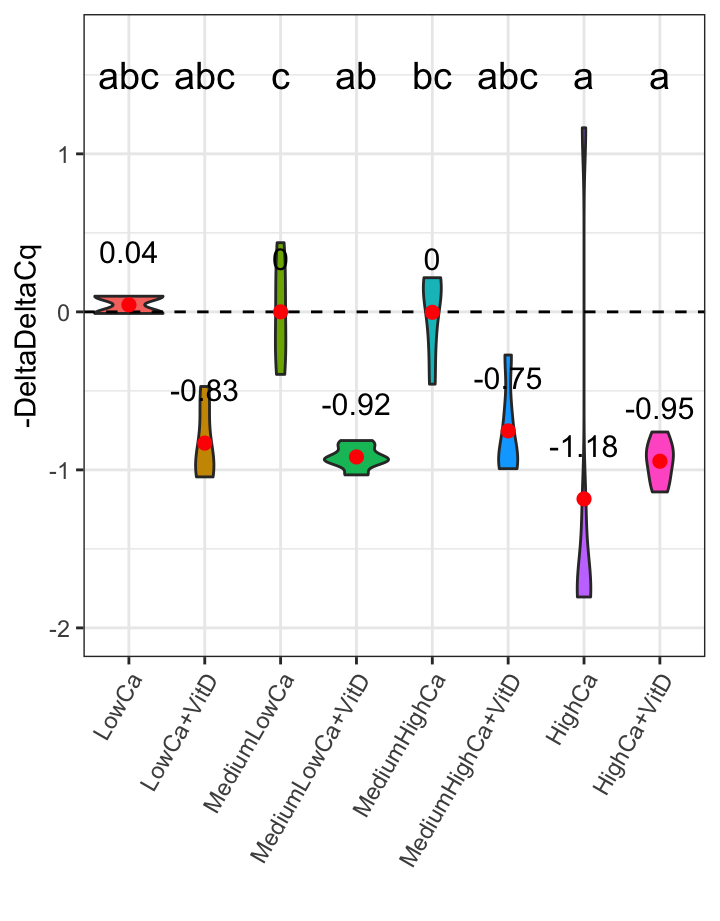 abc abc c ab bc abc a a
1
0.04 0 0
0
-0.83 -0.92 -0.75 -1.18 -0.95
-1
-2
-DeltaDeltaCq
LowCa
LowCa+VitD
MediumLowCa
MediumLowCa+VitD
MediumHighCa
MediumHighCa+VitD
HighCa
HighCa+VitD